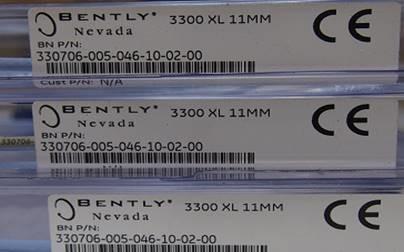 BENTLY® 3300 XL 11MM CE
Nevada
BN P/N:
330706-005-046-10-02-00
Cust P/N: N/A
BENTLY® 3300 XL 11MM CE
Nevada
BN P/N:
330706
330706-005-046-10-02-00
BENTLY® 3300 XL 11MM CE
Nevada
BN P/N:
330706-005-046-10-02-00